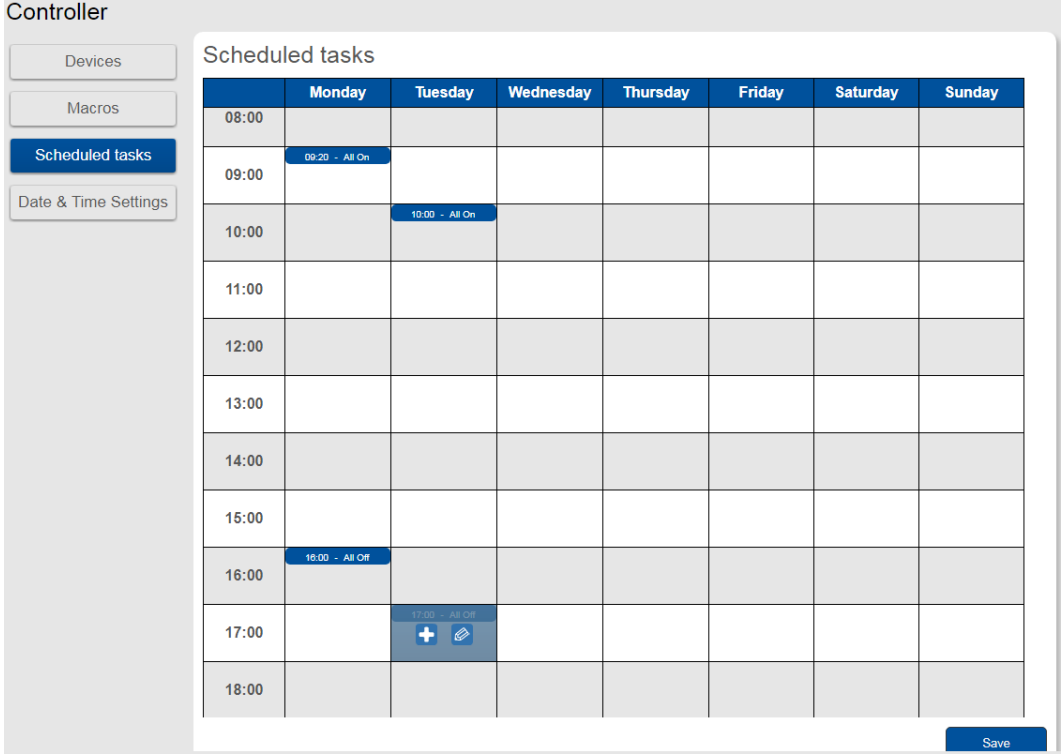 Controller
Devices
Macros
Scheduled tasks
Date & Time Settings
Scheduled tasks
Monday Tuesday Wednesday Thursday Friday Saturday Sunday
08:00
09:20 - All On
09:00
10:00 - All On
10:00
11:00
12:00
13:00
14:00
15:00
16:00 - All Off
16:00
17:00 - All Off
17:00
18:00
Save